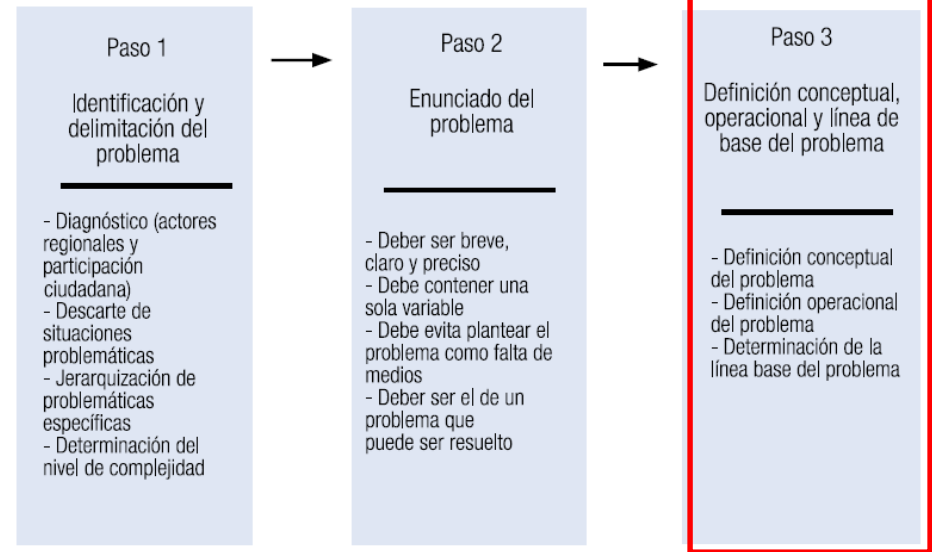 Paso 1
Identificación y
delimitación del
problema
- Diagnóstico (actores
regionales y
participación
ciudadana)
- Descarte de
situaciones
problemáticas
- Jerarquización de
problemáticas
específicas
- Determinación del
nivel de complejidad
Paso 2
Enunciado del
problema
- Deber ser breve,
claro y preciso
- Debe contener una
sola variable
- Debe evita plantear el
problema como falta de
medios
- Deber ser el de un
problema que
puede ser resuelto
Paso 3
Definición conceptual,
operacional y línea de
base del problema
- Definición conceptual
del problema
- Definición operacional
del problema
- Determinación de la
línea base del problema